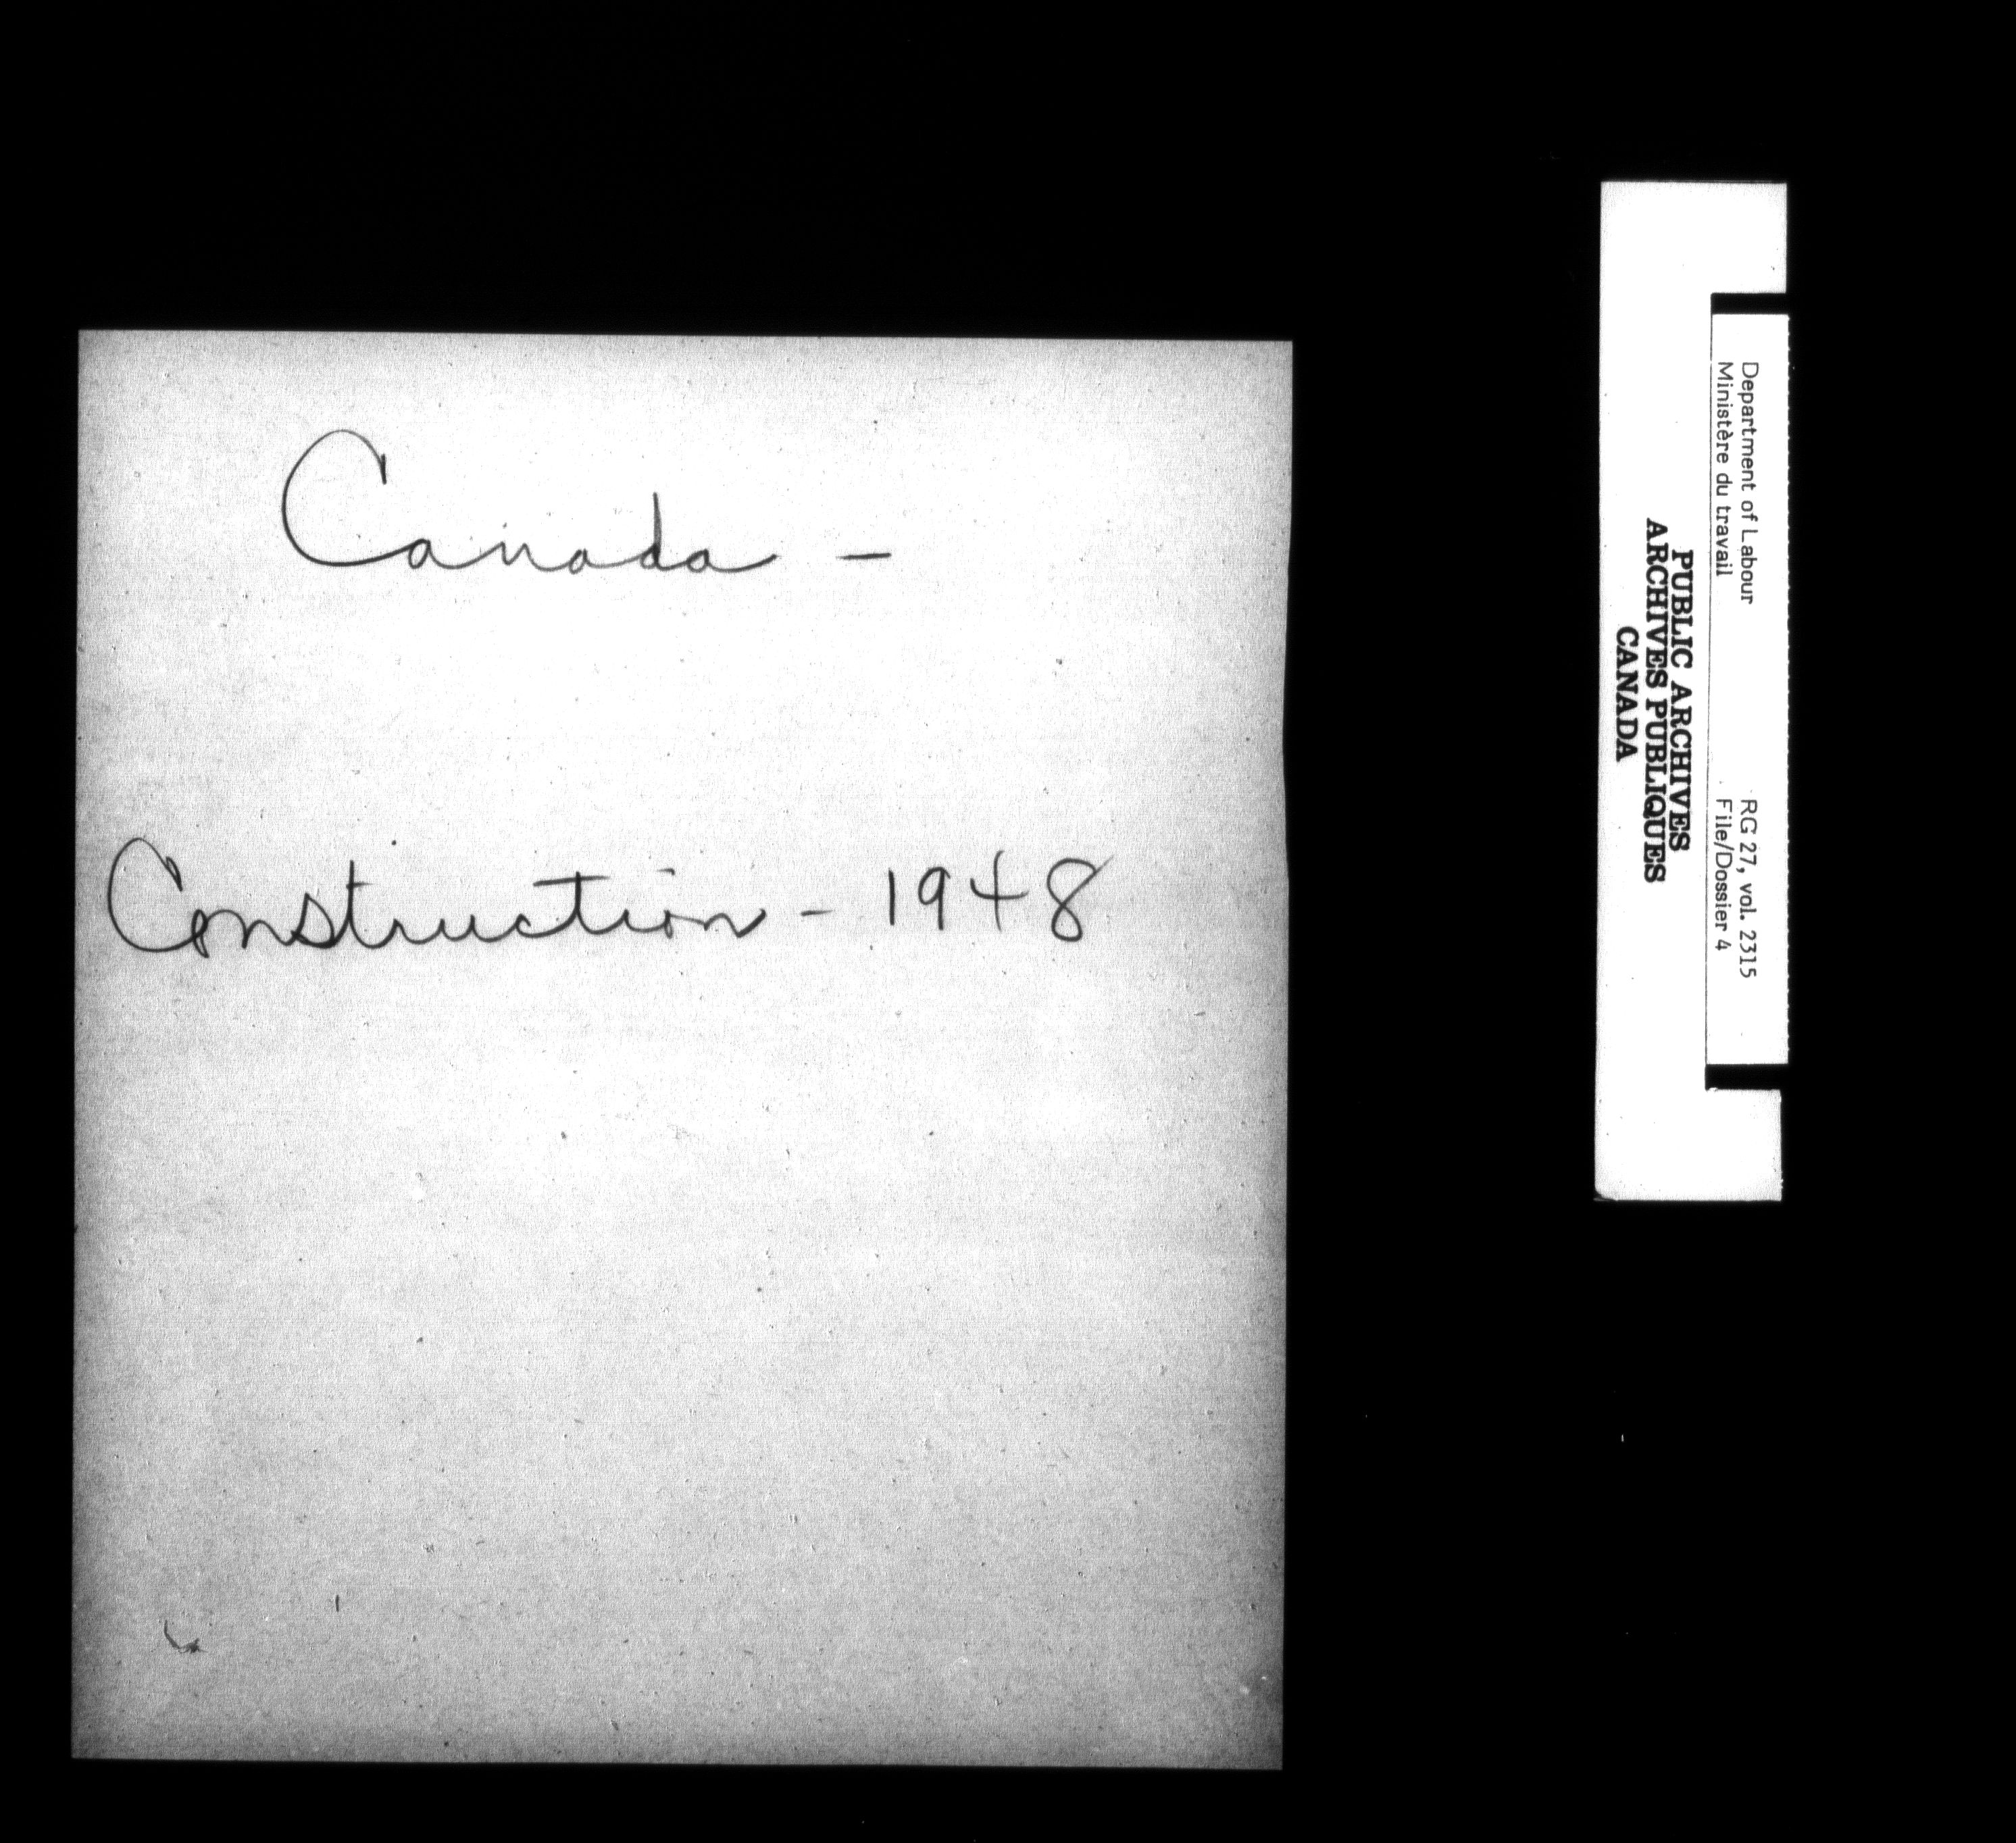 Canada -
Construction - 1948
Department of Labour
Ministère du travail
RG 27, vol. 2315
File/Dossier 4
PUBLIC ARCHIVES
ARCHIVES PUBLIQUES
CANADA